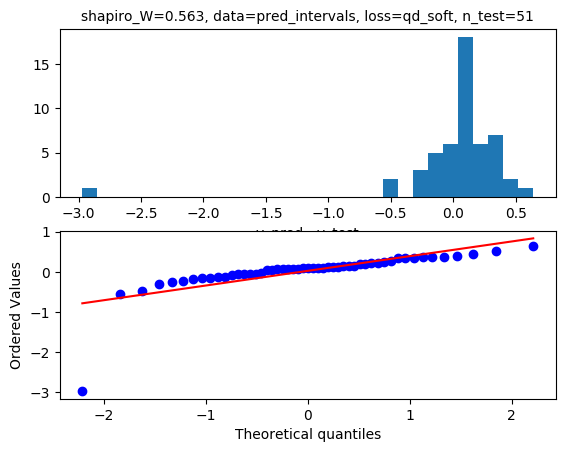 shapiro_W=0.563, data=pred_intervals, loss=qd_soft, n_test=51
15
10
5
0
-3.0 -2.5 -2.0 -1.5 -1.0 -0.5 0.0 0.5
1
0
-1
-2
-3
Ordered Values
-2 -1 0 1 2
Theoretical quantiles